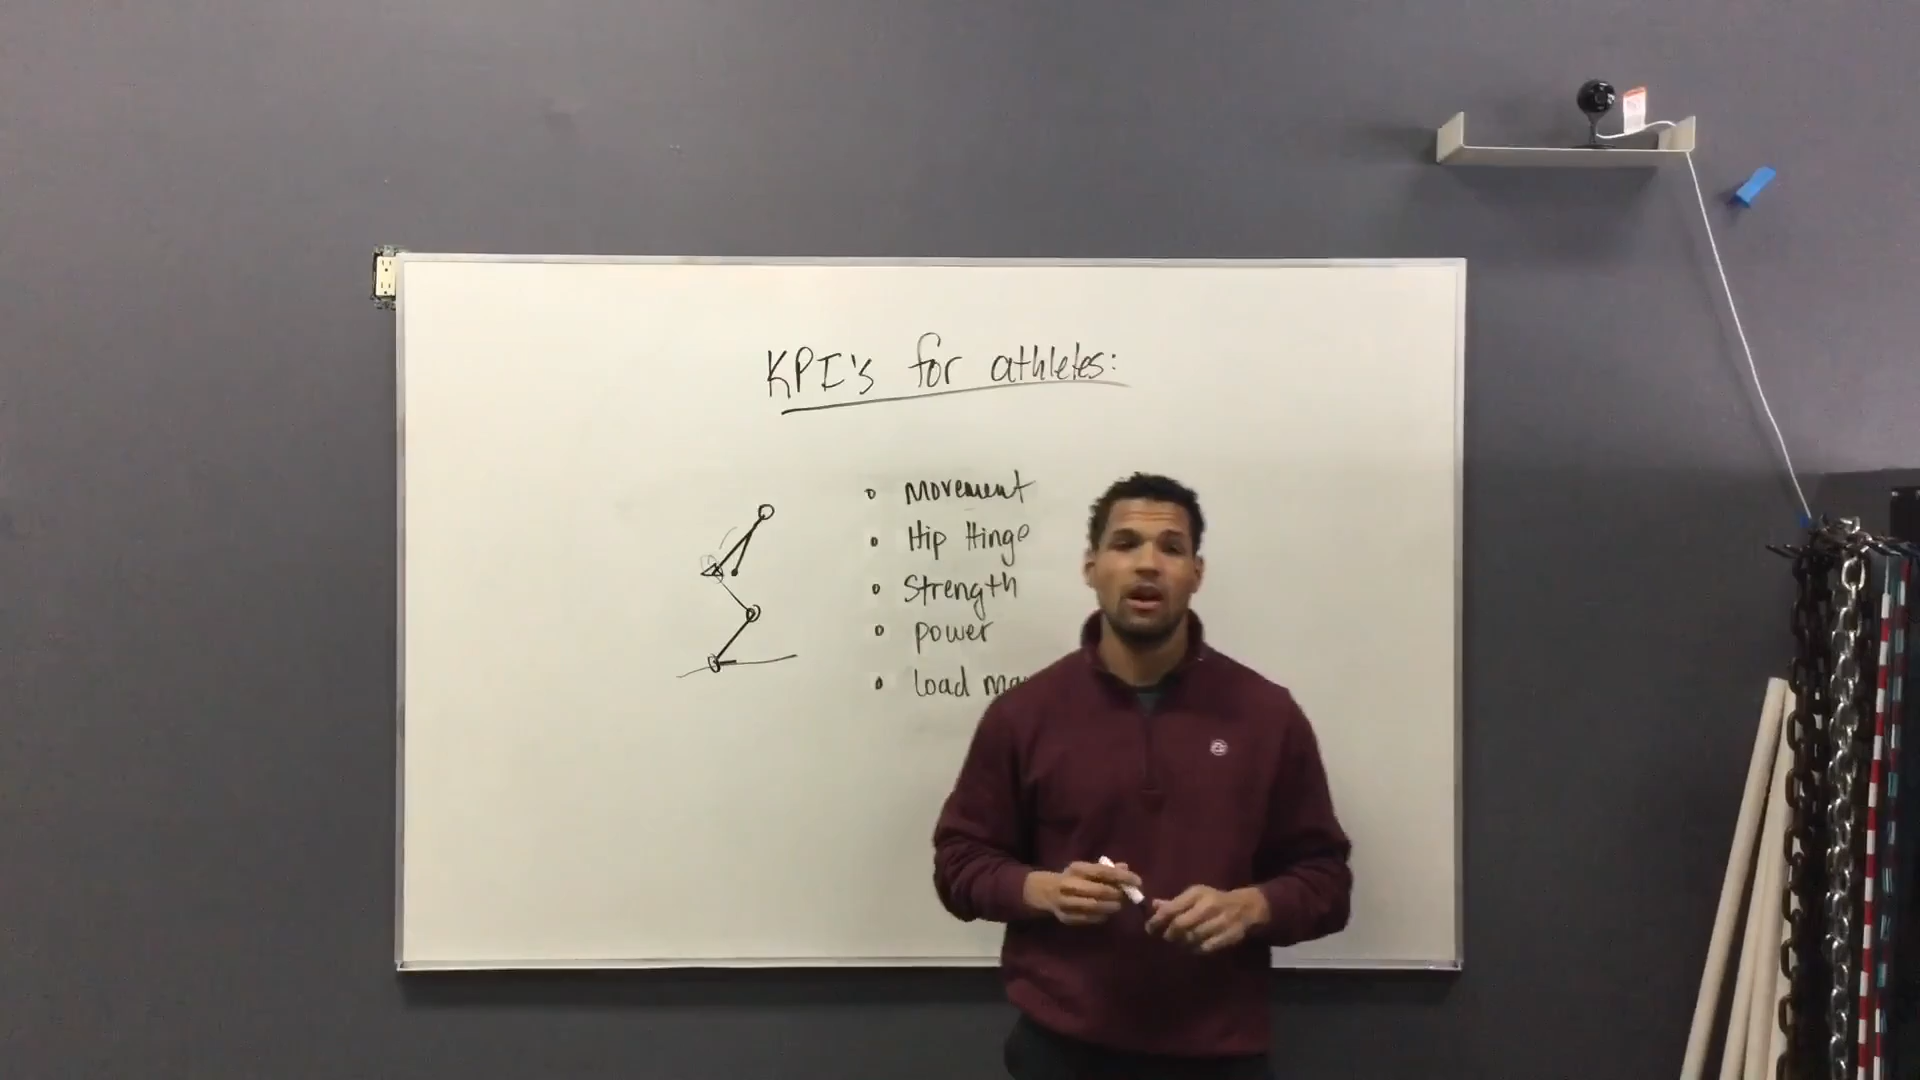 KPI's for athletes:
Movement
Hip Hinge
Strength
power
load